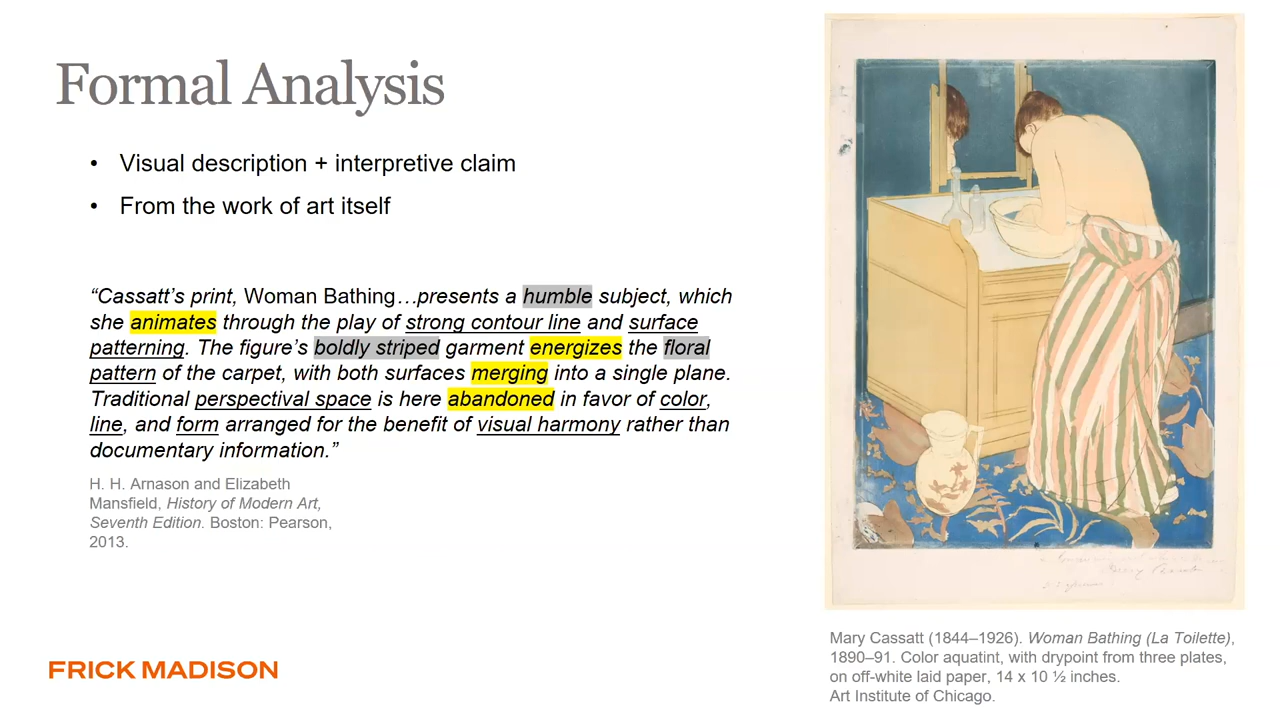 Formal Analysis
• Visual description + interpretive claim
• From the work of art itself
“Cassatt’s print, Woman Bathing…presents a humble subject, which
she animates through the play of strong contour line and surface
patterning. The figure’s boldly striped garment energizes the floral
pattern of the carpet, with both surfaces merging into a single plane.
Traditional perspectival space is here abandoned in favor of color,
line, and form arranged for the benefit of visual harmony rather than
documentary information.”
H. H. Arnason and Elizabeth
Mansfield, History of Modern Art,
Seventh Edition. Boston: Pearson,
2013.
FRICK MADISON
Mary Cassatt (1844–1926). Woman Bathing (La Toilette),
1890–91. Color aquatint, with drypoint from three plates,
on off-white laid paper, 14 x 10 ½ inches.
Art Institute of Chicago.